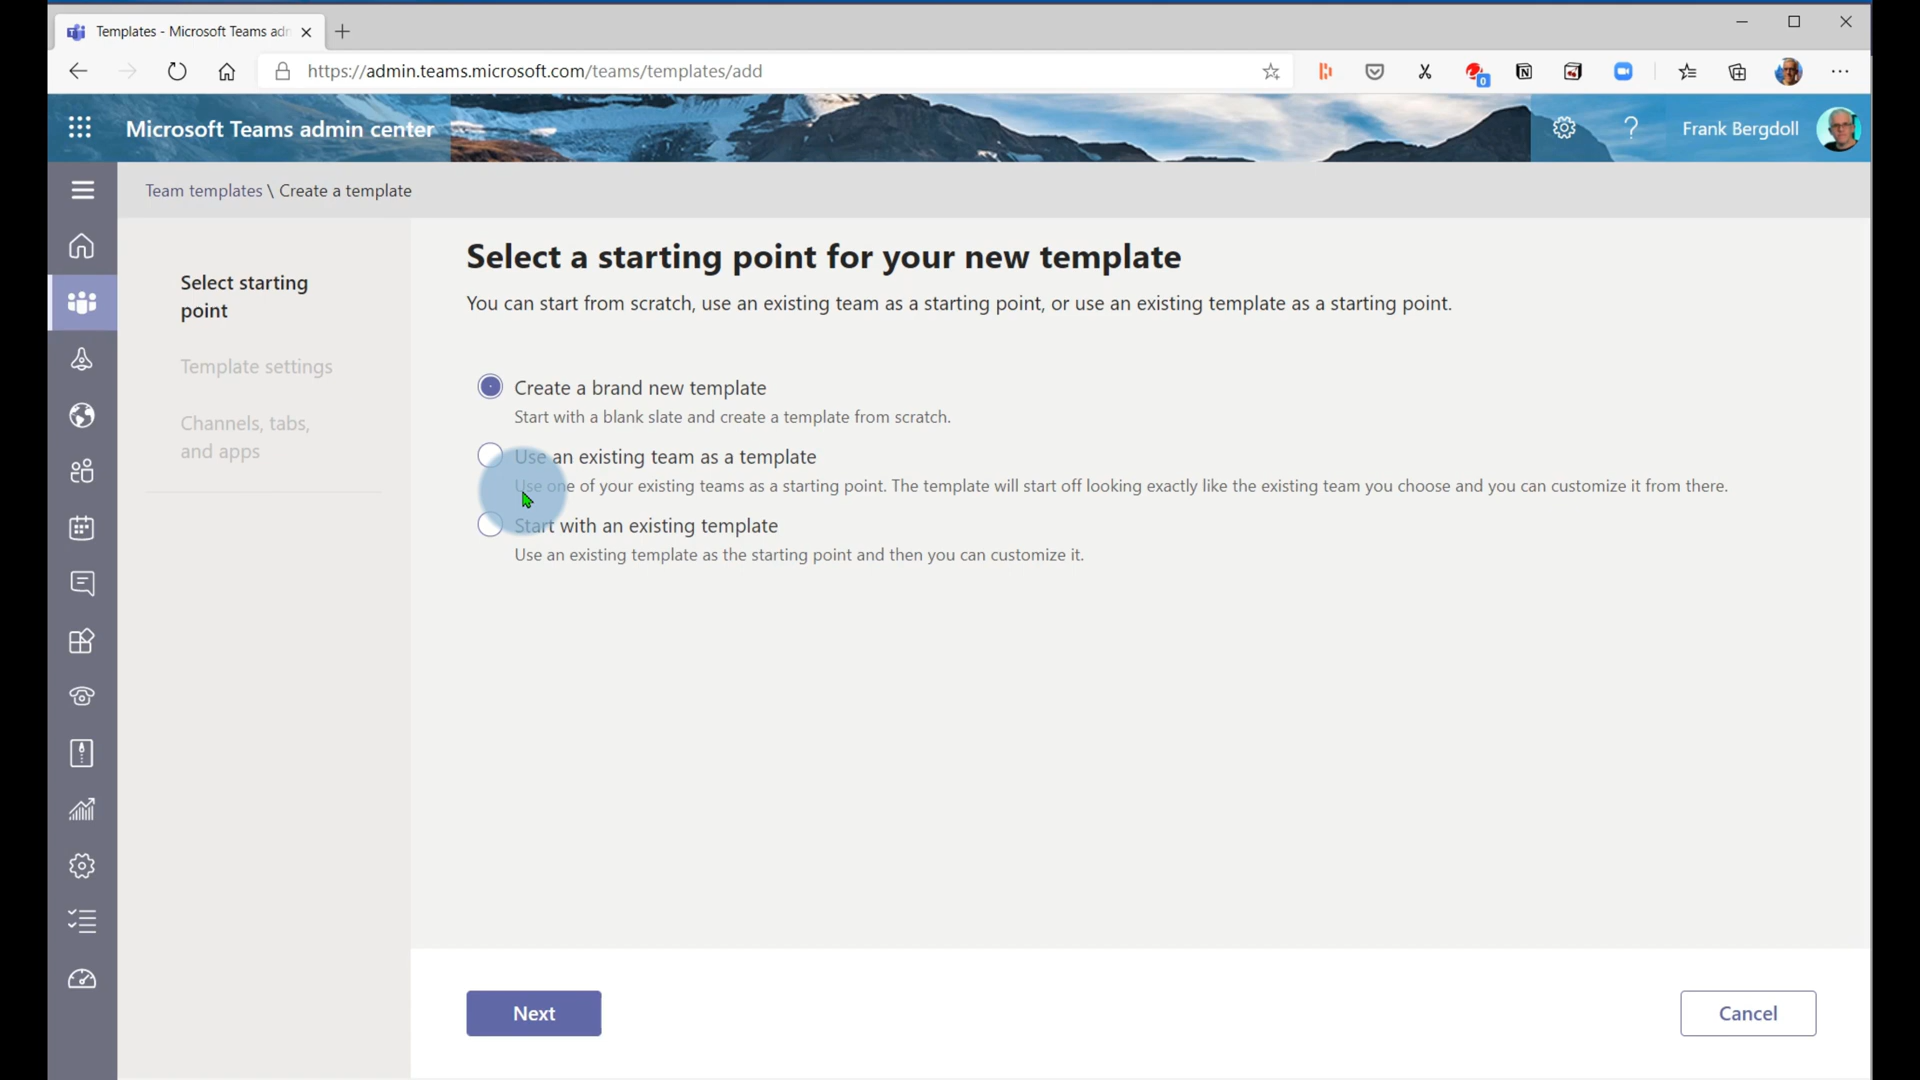 Templates - Microsoft Teams adn
https://admin.teams.microsoft.com/teams/templates/add
0
Microsoft Teams admin center
?
Frank Bergdoll
Team templates \ Create a template
Select starting
point
Template settings
Channels, tabs,
and apps
Select a starting point for your new template
You can start from scratch, use an existing team as a starting point, or use an existing template as a starting point.
Create a brand new template
Start with a blank slate and create a template from scratch.
Use an existing team as a template
Use one of your existing teams as a starting point. The template will start off looking exactly like the existing team you choose and you can customize it from there.
Start with an existing template
Use an existing template as the starting point and then you can customize it.
Next
Cancel